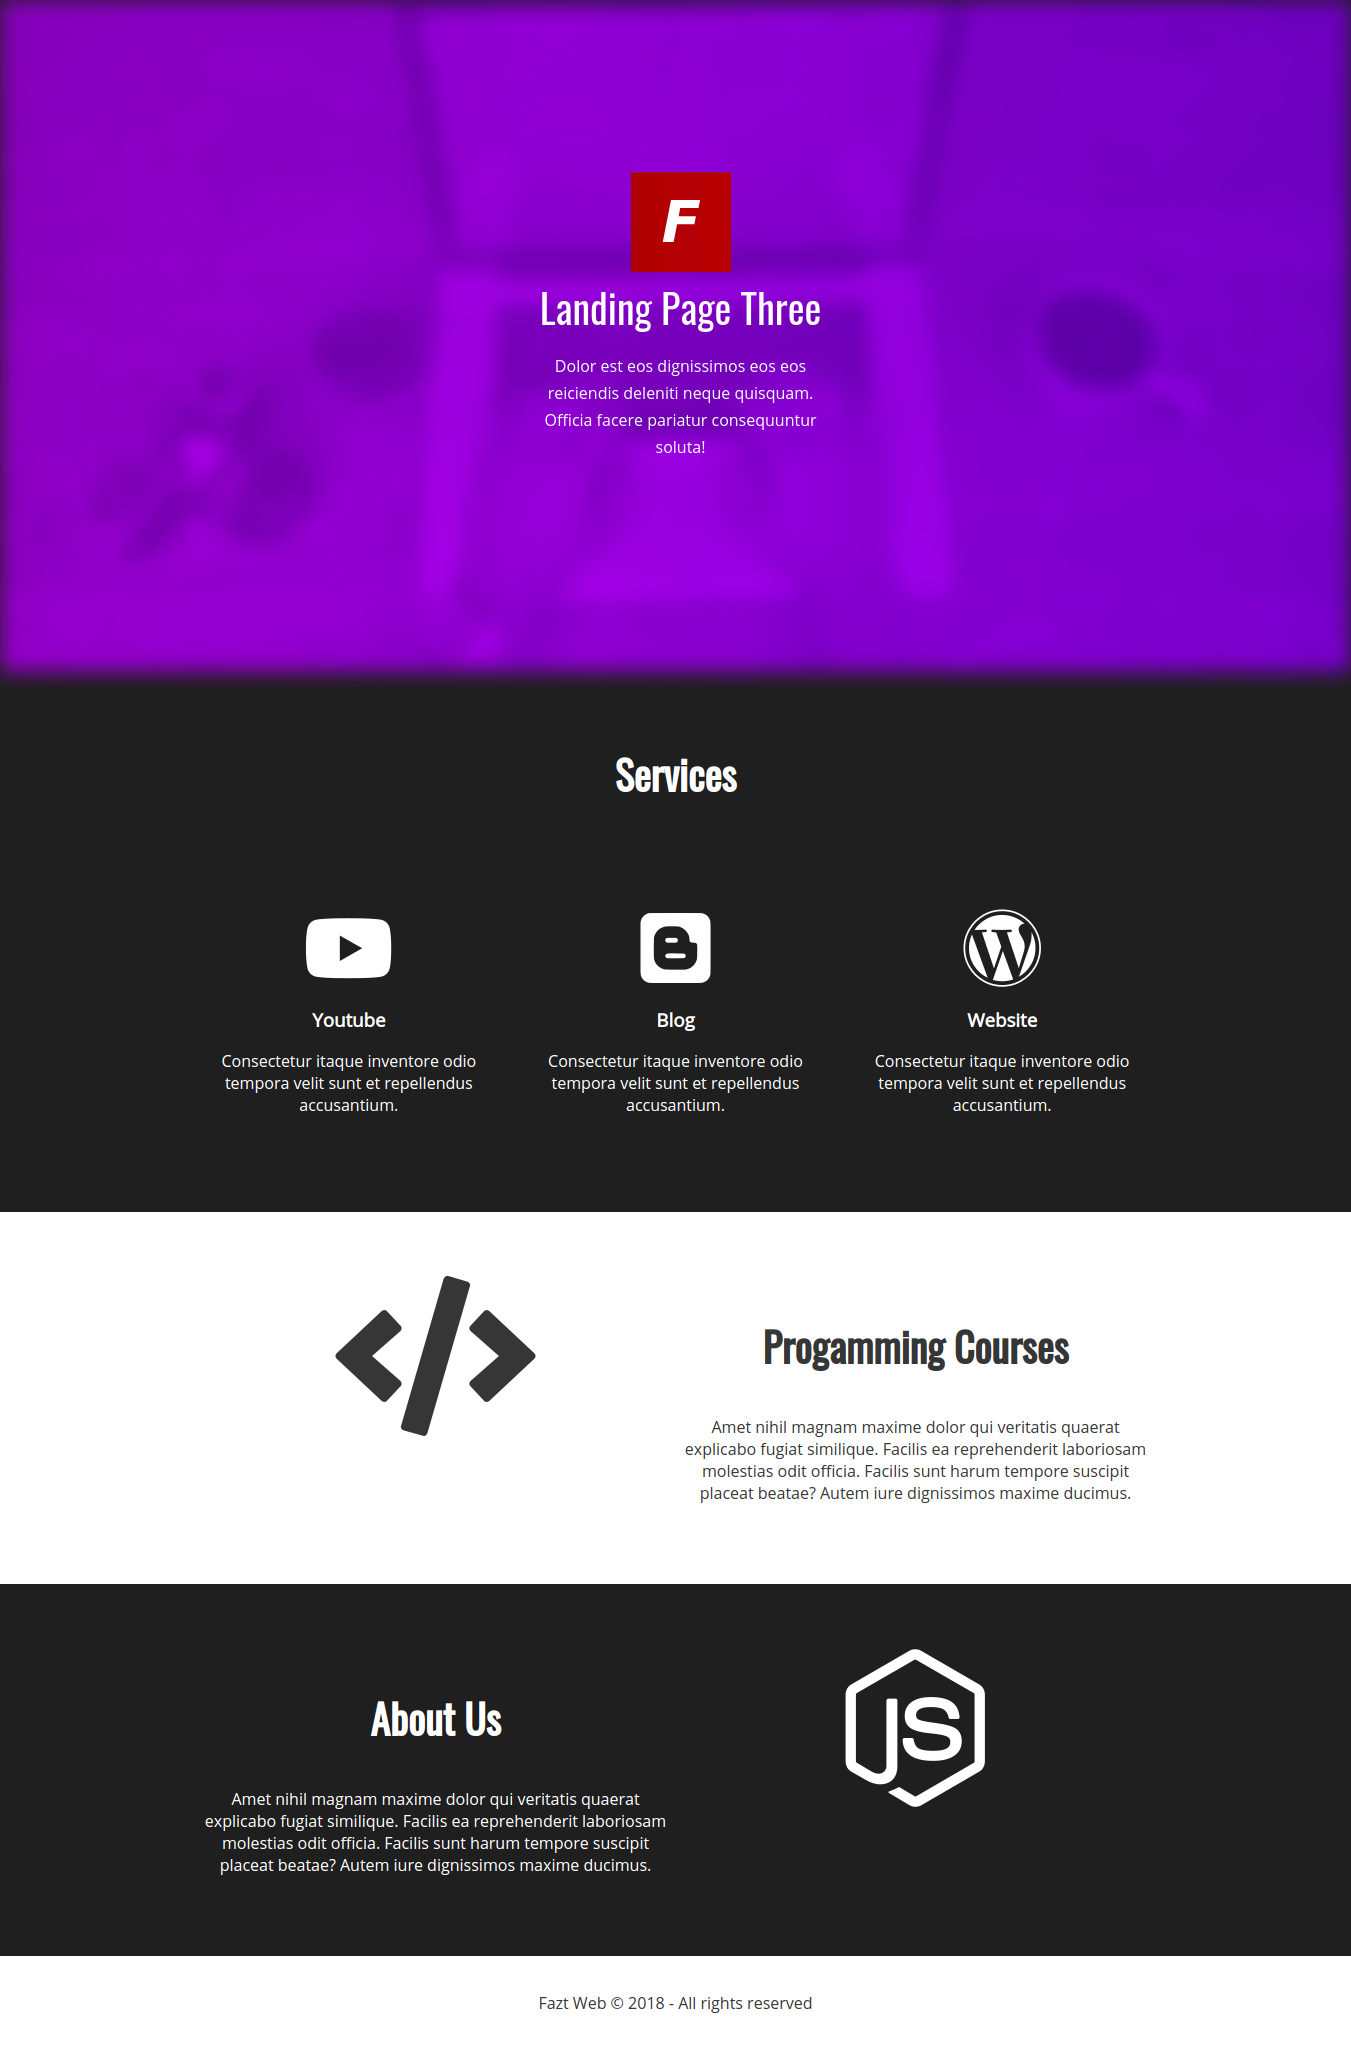 F
Landing Page Three
Dolor est eos dignissimos eos eos
reiciendis deleniti neque quisquam.
Officia facere pariatur consequuntur
soluta!
Services
Youtube
Blog
Website
Consectetur itaque inventore odio
tempora velit sunt et repellendus
accusantium.
Consectetur itaque inventore odio
tempora velit sunt et repellendus
accusantium.
Consectetur itaque inventore odio
tempora velit sunt et repellendus
accusantium.
Progamming Courses
Amet nihil magnam maxime dolor qui veritatis quaerat
explicabo fugiat similique. Facilis ea reprehenderit laboriosam
molestias odit officia. Facilis sunt harum tempore suscipit
placeat beatae? Autem iure dignissimos maxime ducimus.
About Us
Amet nihil magnam maxime dolor qui veritatis quaerat
explicabo fugiat similique. Facilis ea reprehenderit laboriosam
molestias odit officia. Facilis sunt harum tempore suscipit
placeat beatae? Autem iure dignissimos maxime ducimus.
JS
Fazt Web © 2018 - All rights reserved